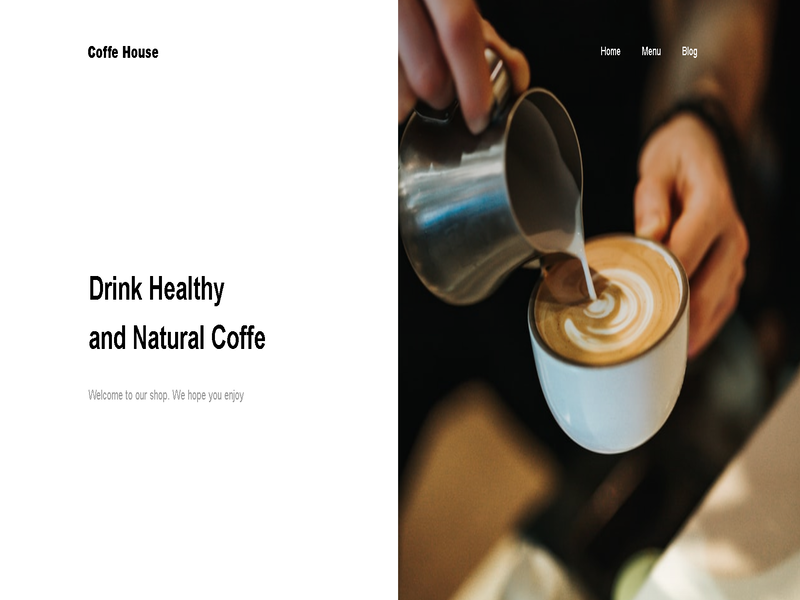 Coffe House
Home Menu Blog
Drink Healthy
and Natural Coffe
Welcome to our shop. We hope you enjoy